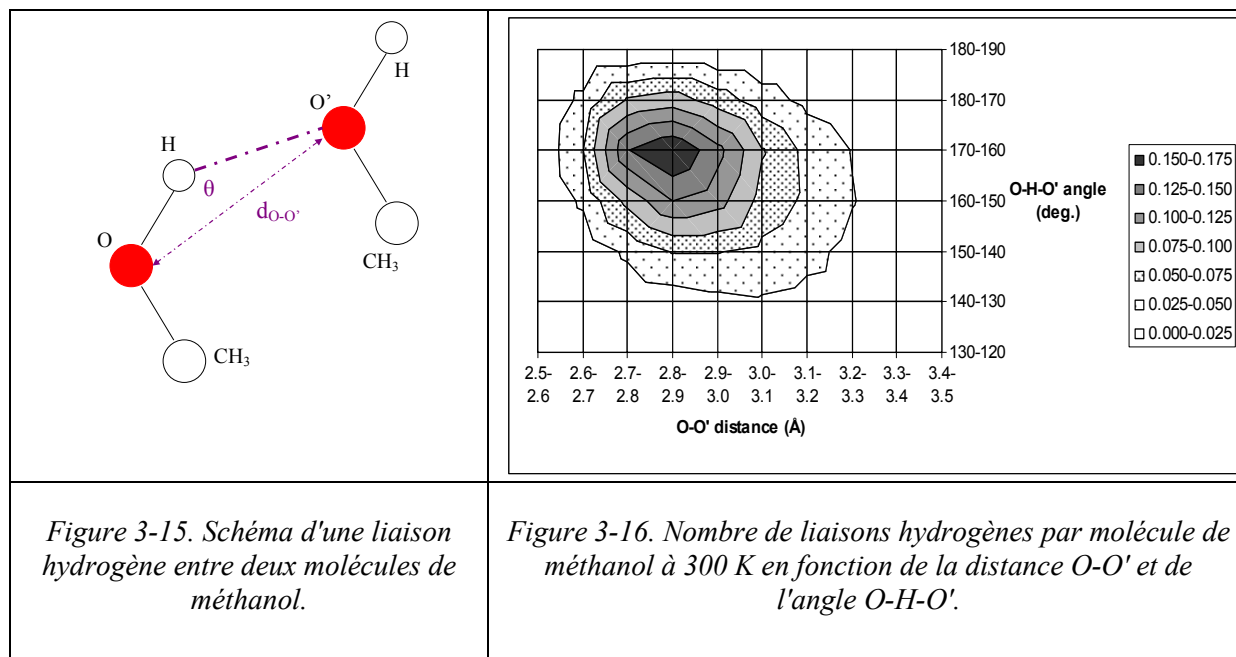 H
O'
H
θ
dO-O'
O
CH3
CH3
180-190
180-170
170-160
160-150
150-140
140-130
130-120
O-H-O' angle
(deg.)
0.150-0.175
0.125-0.150
0.100-0.125
0.075-0.100
0.050-0.075
0.025-0.050
0.000-0.025
2.5- 2.6- 2.7- 2.8- 2.9- 3.0- 3.1- 3.2- 3.3- 3.4-
2.6 2.7 2.8 2.9 3.0 3.1 3.2 3.3 3.4 3.5
O-O' distance (Å)
Figure 3-15. Schéma d'une liaison
hydrogène entre deux molécules de
méthanol.
Figure 3-16. Nombre de liaisons hydrogènes par molécule de
méthanol à 300 K en fonction de la distance O-O' et de
l'angle O-H-O'.